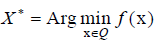 X* = Arg min f(x)
x∈Q